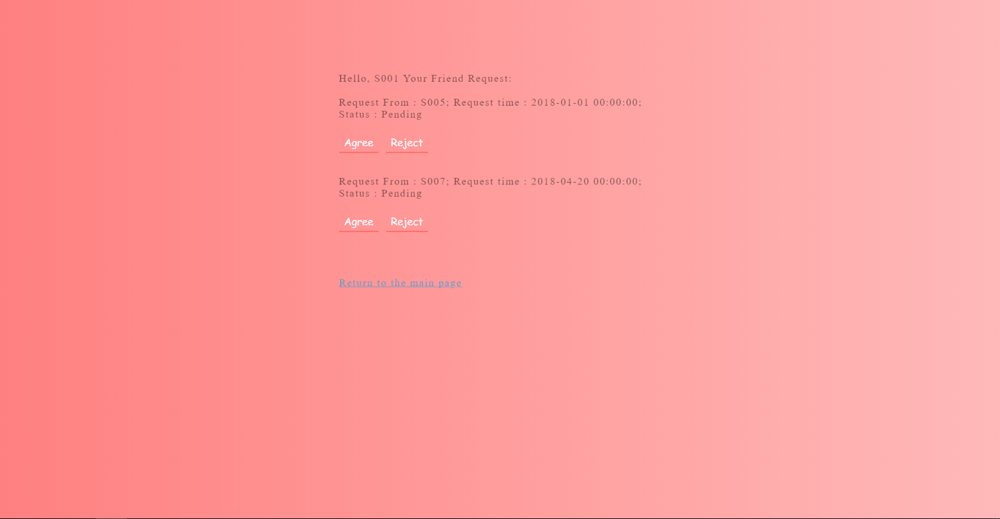 Hello, S001 Your Friend Request:
Request From : S005; Request time : 2018-01-01 00:00:00;
Status : Pending
Agree Reject
Request From : S007; Request time : 2018-04-20 00:00:00;
Status : Pending
Agree Reject
Return to the main page